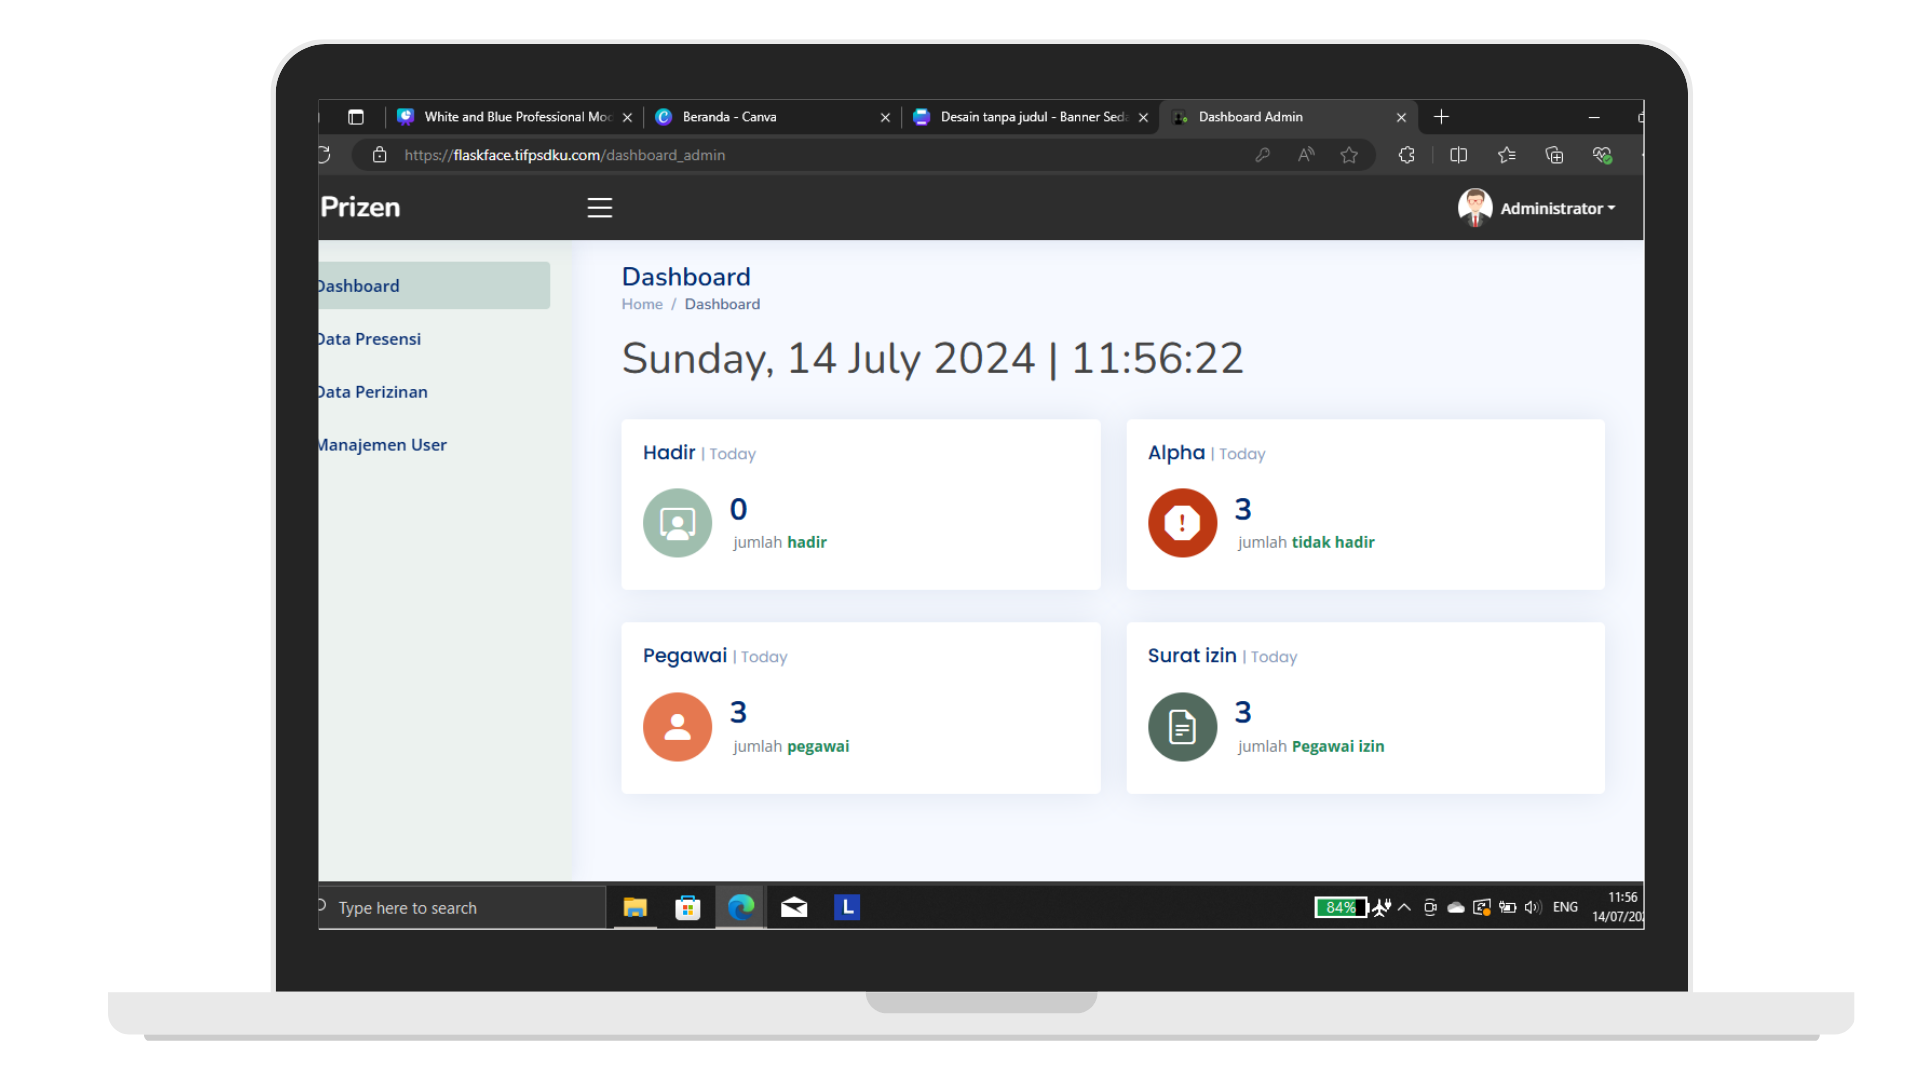 White and Blue Professional Mo
Beranda - Canva
Desain tanpa judul - Banner Seda
Dashboard Admin
https://flaskface.tifpsdku.com/dashboard_admin
Prizen
Administrator
Dashboard
Data Presensi
Data Perizinan
Manajemen User
Dashboard
Home / Dashboard
Sunday, 14 July 2024 | 11:56:22
Hadir | Today
0
jumlah hadir
Alpha | Today
3
jumlah tidak hadir
Pegawai | Today
3
jumlah pegawai
Surat izin | Today
3
jumlah Pegawai izin
Type here to search
L
84%
ENG
11:56
14/07/20